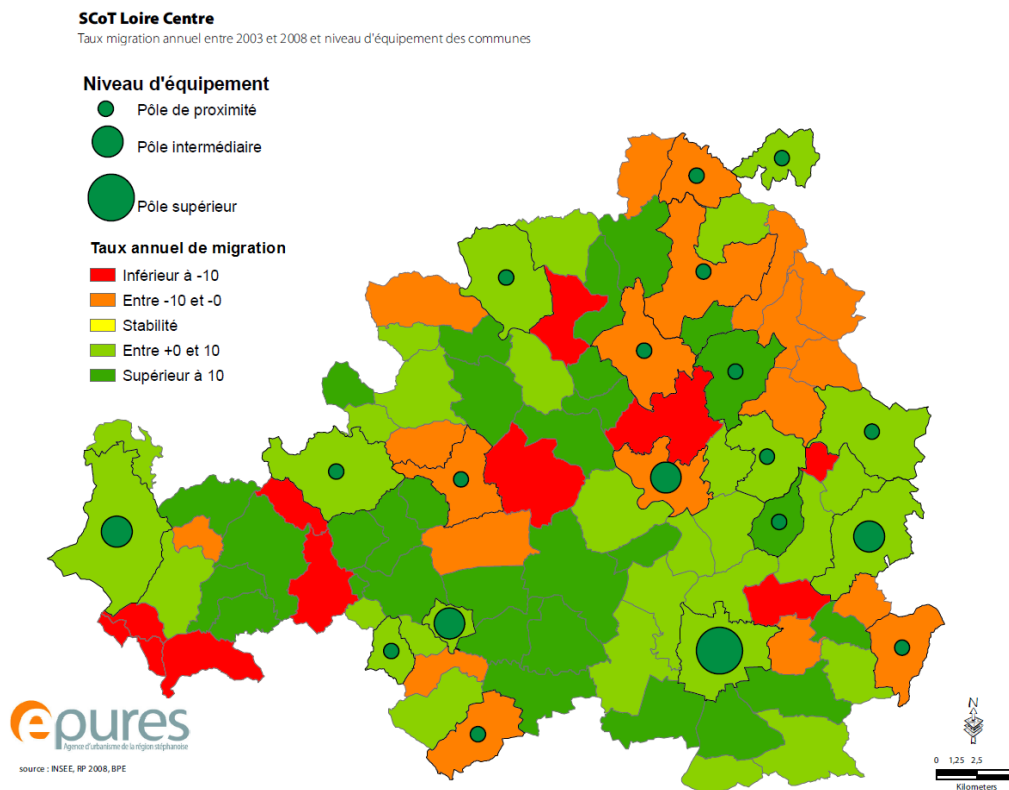 SCoT Loire Centre
Taux migration annuel entre 2003 et 2008 et niveau d'équipement des communes
Niveau d'équipement
Pôle de proximité
Pôle intermédiaire
Pôle supérieur
Taux annuel de migration
Inférieur à -10
Entre -10 et -0
Stabilité
Entre +0 et 10
Supérieur à 10
épures
Agence d'urbanisme de la région stéphanoise
source : INSEE, RP 2008, BPE
N
0 1,25 2,5
Kilometers